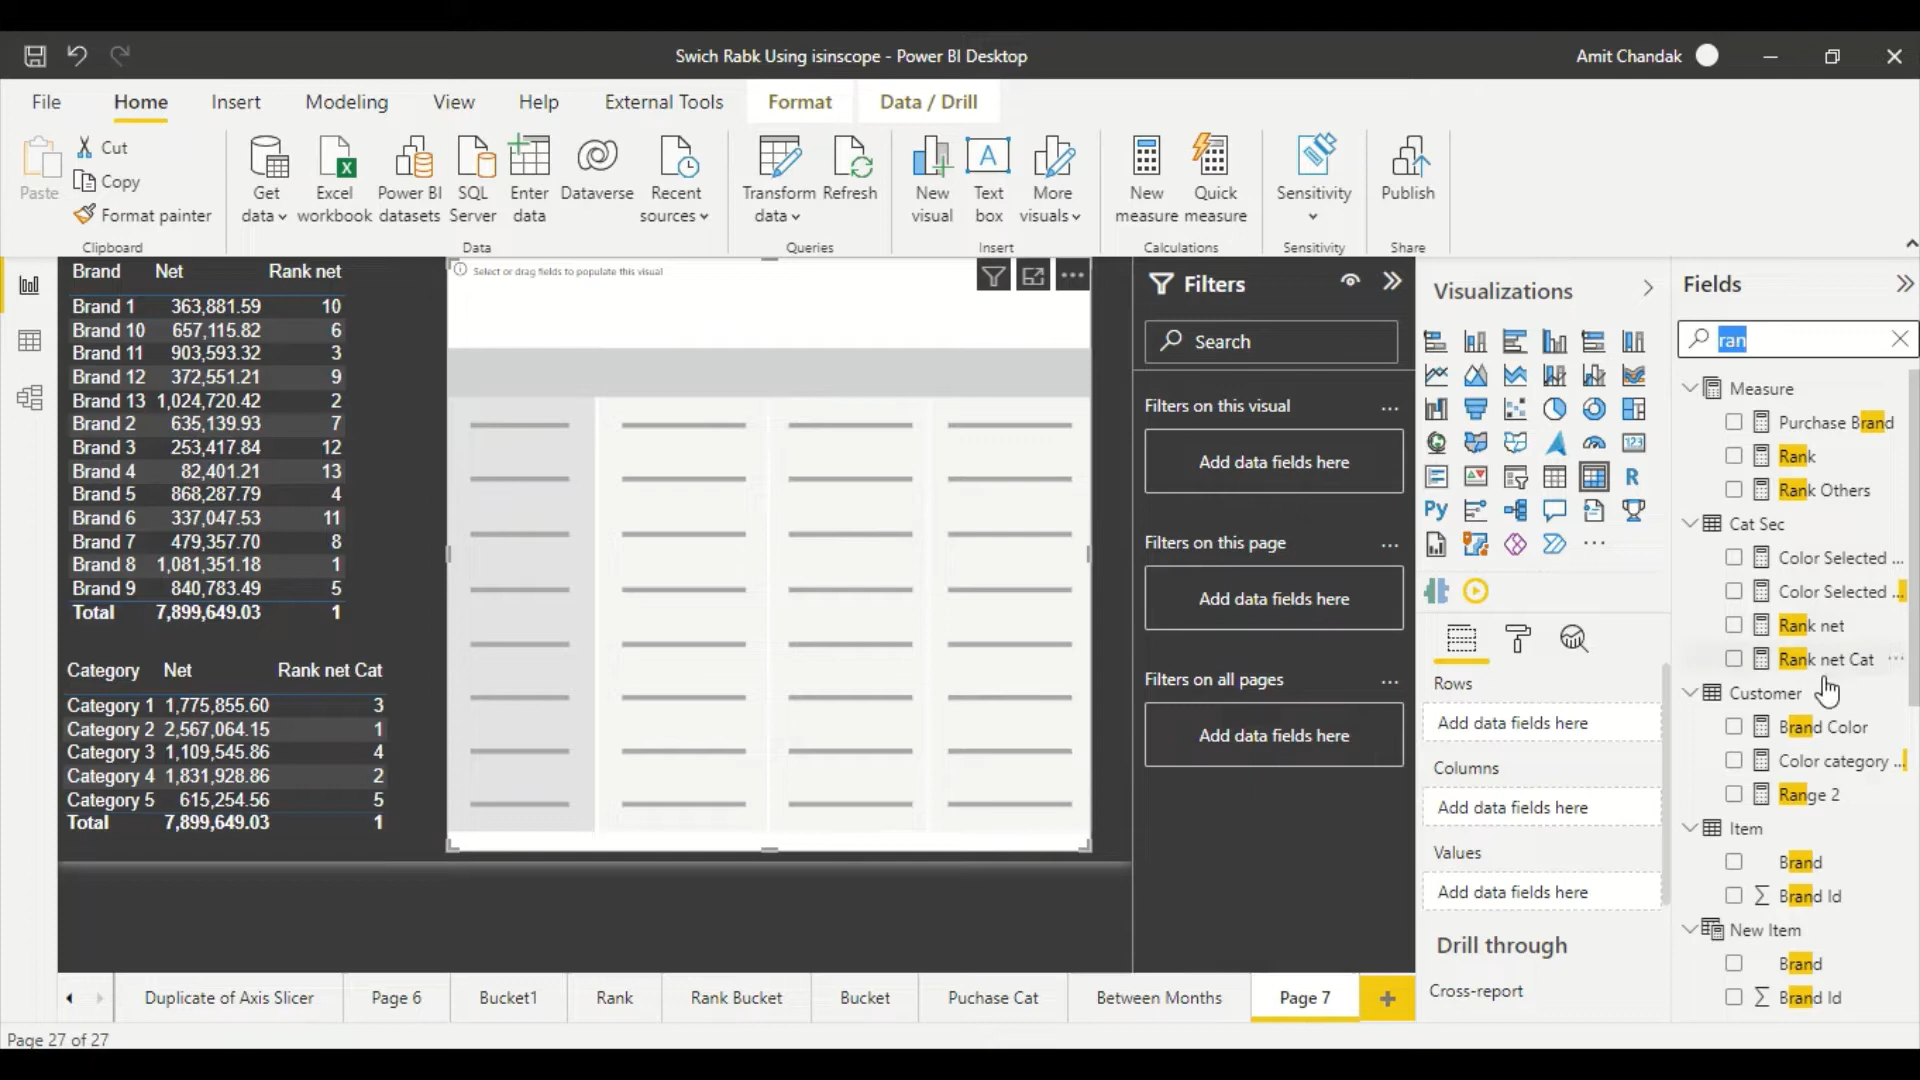 Swich Rabk Using isinscope - Power BI Desktop
Amit Chandak
File Home Insert Modeling View Help External Tools Format Data / Drill
Paste
Cut
Copy
Format painter
Clipboard
Get data
Excel workbook
Power BI datasets
SQL Server
Enter data
Dataverse
Recent sources
Data
Transform data
Refresh
Queries
New visual
Text box
More visuals
Insert
New measure
Quick measure
Calculations
Sensitivity
Sensitivity
Publish
Share
Brand Net Rank net
Brand 1 363,881.59 10
Brand 10 657,115.82 6
Brand 11 903,593.32 3
Brand 12 372,551.21 9
Brand 13 1,024,720.42 2
Brand 2 635,139.93 7
Brand 3 253,417.84 12
Brand 4 82,401.21 13
Brand 5 868,287.79 4
Brand 6 337,047.53 11
Brand 7 479,357.70 8
Brand 8 1,081,351.18 1
Brand 9 840,783.49 5
Total 7,899,649.03 1
Category Net Rank net Cat
Category 1 1,775,855.60 3
Category 2 2,567,064.15 1
Category 3 1,109,545.86 4
Category 4 1,831,928.86 2
Category 5 615,254.56 5
Total 7,899,649.03 1
Select or drag fields to populate this visual
Filters
Search
Filters on this visual ...
Add data fields here
Filters on this page ...
Add data fields here
Filters on all pages ...
Add data fields here
Visualizations
123
R
Py
...
Rows
Add data fields here
Columns
Add data fields here
Values
Add data fields here
Drill through
Cross-report
Fields
ran
Measure
Purchase Brand
Rank
Rank Others
Cat Sec
Color Selected ...
Color Selected ...
Rank net
Rank net Cat ...
Customer
Brand Color
Color category ...
Range 2
Item
Brand
Brand Id
New Item
Brand
Brand Id
Duplicate of Axis Slicer Page 6 Bucket1 Rank Rank Bucket Bucket Puchase Cat Between Months Page 7 +
Page 27 of 27